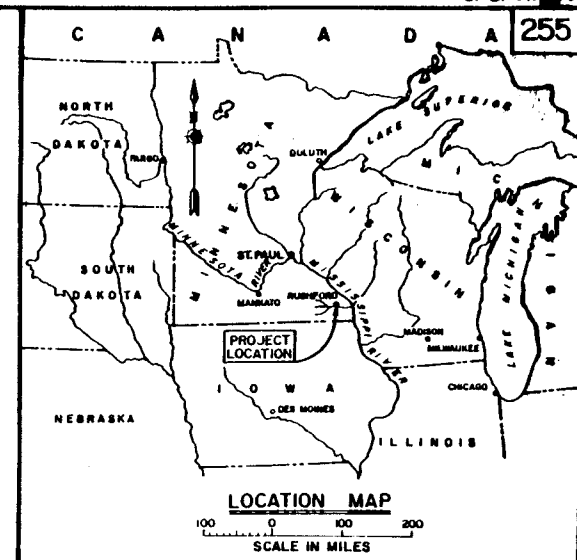 255
C A N A D A
NORTH
DAKOTA
FARGO
N
MINNESOTA
DULUTH
LAKE SUPERIOR
MICHIGAN
WISCONSIN
MINNESOTA RIVER
ST. PAUL
SOUTH
DAKOTA
MANKATO
RUSHFORD
MISSISSIPPI RIVER
LAKE MICHIGAN
PROJECT
LOCATION
MADISON
MILWAUKEE
IOWA
CHICAGO
DES MOINES
NEBRASKA
ILLINOIS
LOCATION MAP
100 0 100 200
SCALE IN MILES